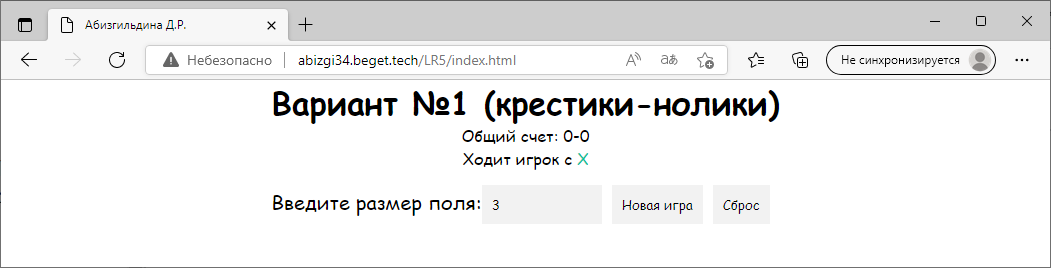 Абизгильдина Д.Р.
Небезопасно abizgi34.beget.tech/LR5/index.html Не синхронизируется
Вариант №1 (крестики-нолики)
Общий счет: 0-0
Ходит игрок с X
Введите размер поля: 3 Новая игра Сброс